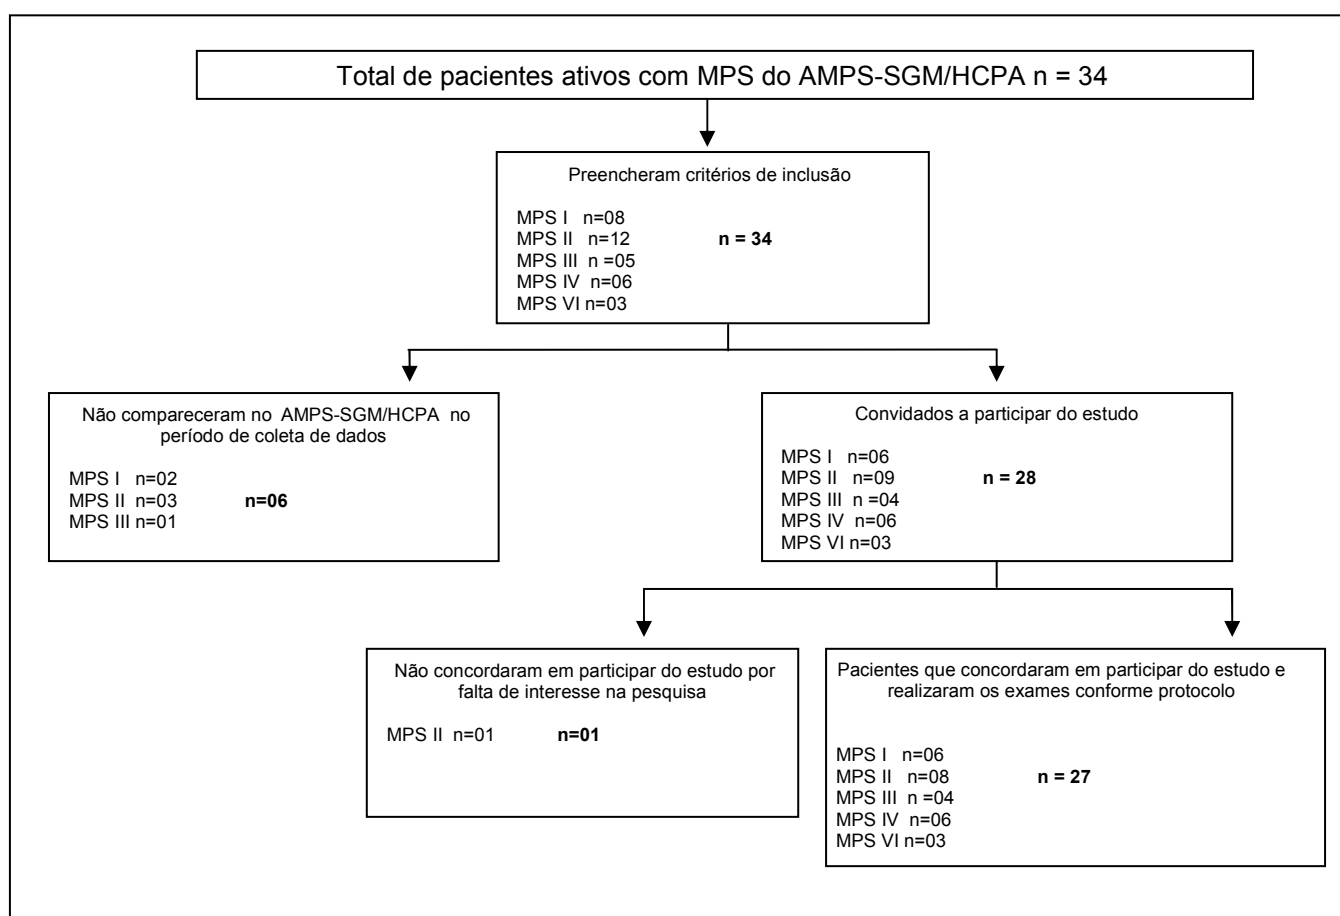 Total de pacientes ativos com MPS do AMPS-SGM/HCPA n = 34
Preencheram critérios de inclusão
MPS I n=08
MPS II n=12 n = 34
MPS III n =05
MPS IV n=06
MPS VI n=03
Não compareceram no AMPS-SGM/HCPA no
período de coleta de dados
MPS I n=02
MPS II n=03 n=06
MPS III n=01
Convidados a participar do estudo
MPS I n=06
MPS II n=09 n = 28
MPS III n =04
MPS IV n=06
MPS VI n=03
Não concordaram em participar do estudo por
falta de interesse na pesquisa
MPS II n=01 n=01
Pacientes que concordaram em participar do estudo e
realizaram os exames conforme protocolo
MPS I n=06
MPS II n=08 n = 27
MPS III n =04
MPS IV n=06
MPS VI n=03